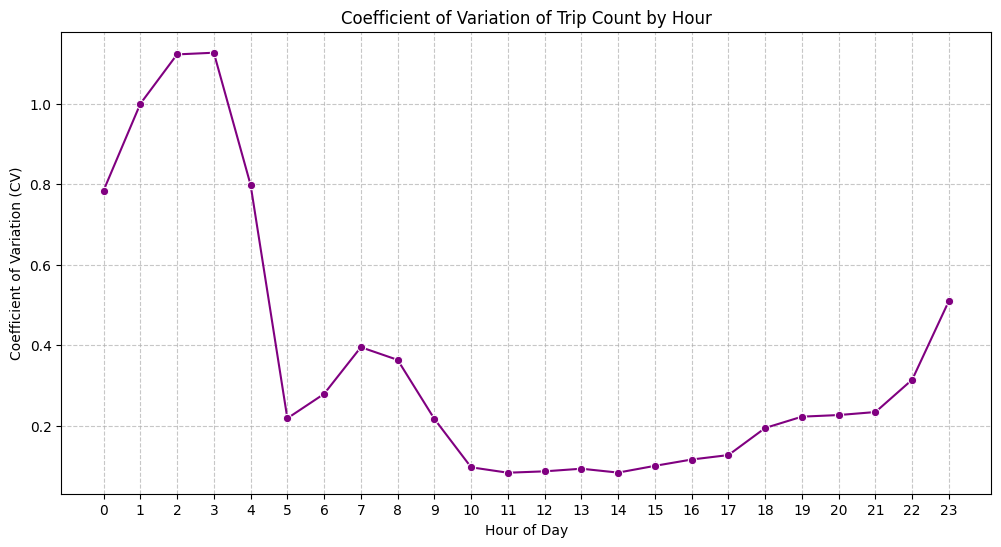 Coefficient of Variation of Trip Count by Hour
Coefficient of Variation (CV)
1.0
0.8
0.6
0.4
0.2
0 1 2 3 4 5 6 7 8 9 10 11 12 13 14 15 16 17 18 19 20 21 22 23
Hour of Day